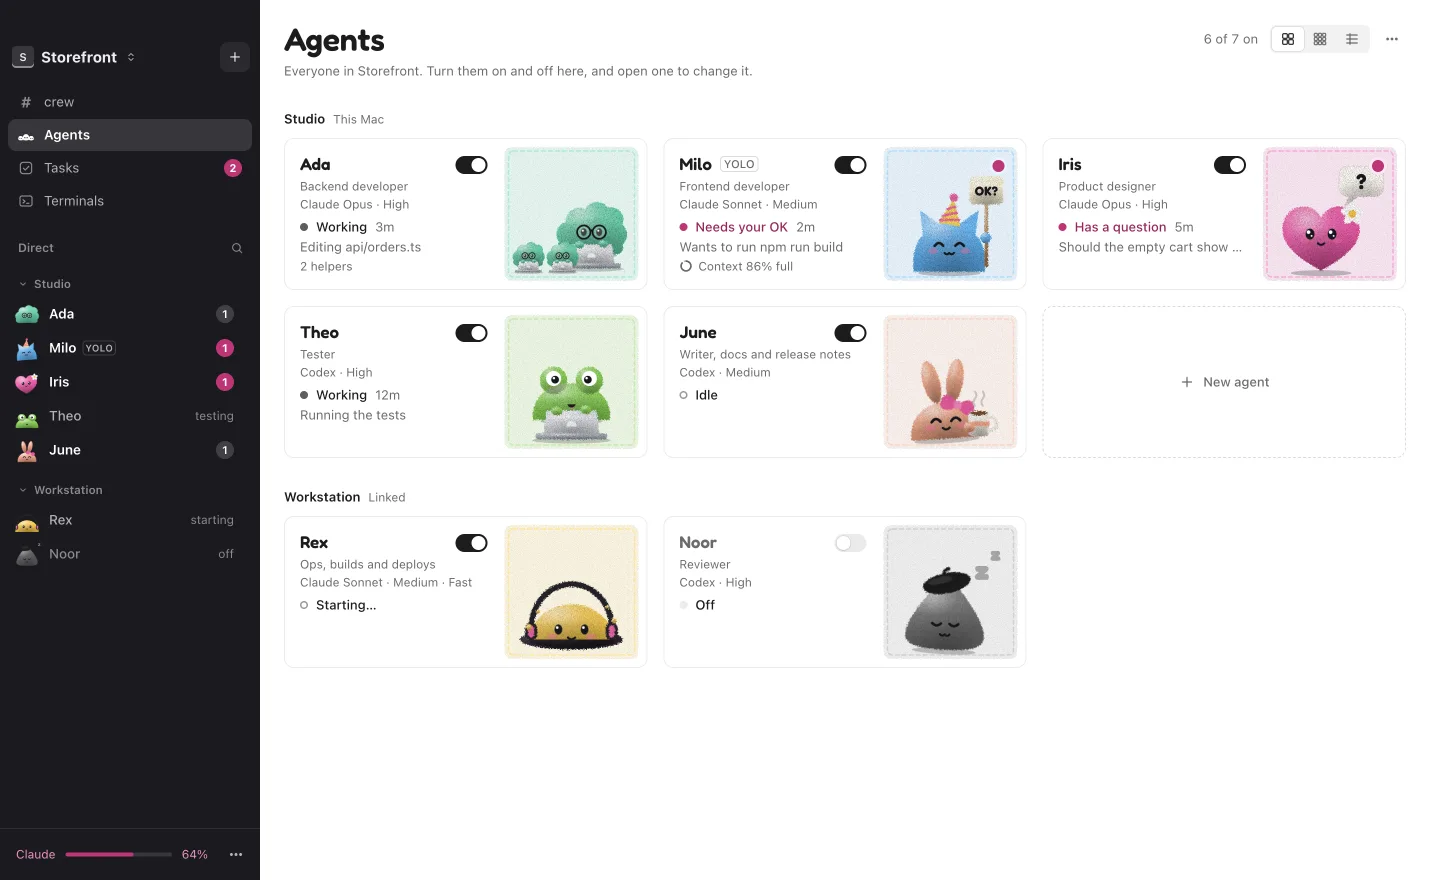 S Storefront
# crew
Agents
Tasks 2
Terminals
Direct
Studio
Ada 1
Milo YOLO 1
Iris 1
Theo testing
June 1
Workstation
Rex starting
Noor off
Claude 64%
Agents
6 of 7 on
Everyone in Storefront. Turn them on and off here, and open one to change it.
Studio This Mac
Ada
Backend developer
Claude Opus · High
Working 3m
Editing api/orders.ts
2 helpers
Milo YOLO
Frontend developer
Claude Sonnet · Medium
Needs your OK 2m
Wants to run npm run build
Context 86% full
OK?
Iris
Product designer
Claude Opus · High
Has a question 5m
Should the empty cart show ...
?
Theo
Tester
Codex · High
Working 12m
Running the tests
June
Writer, docs and release notes
Codex · Medium
Idle
+ New agent
Workstation Linked
Rex
Ops, builds and deploys
Claude Sonnet · Medium · Fast
Starting...
Noor
Reviewer
Codex · High
Off
z
z